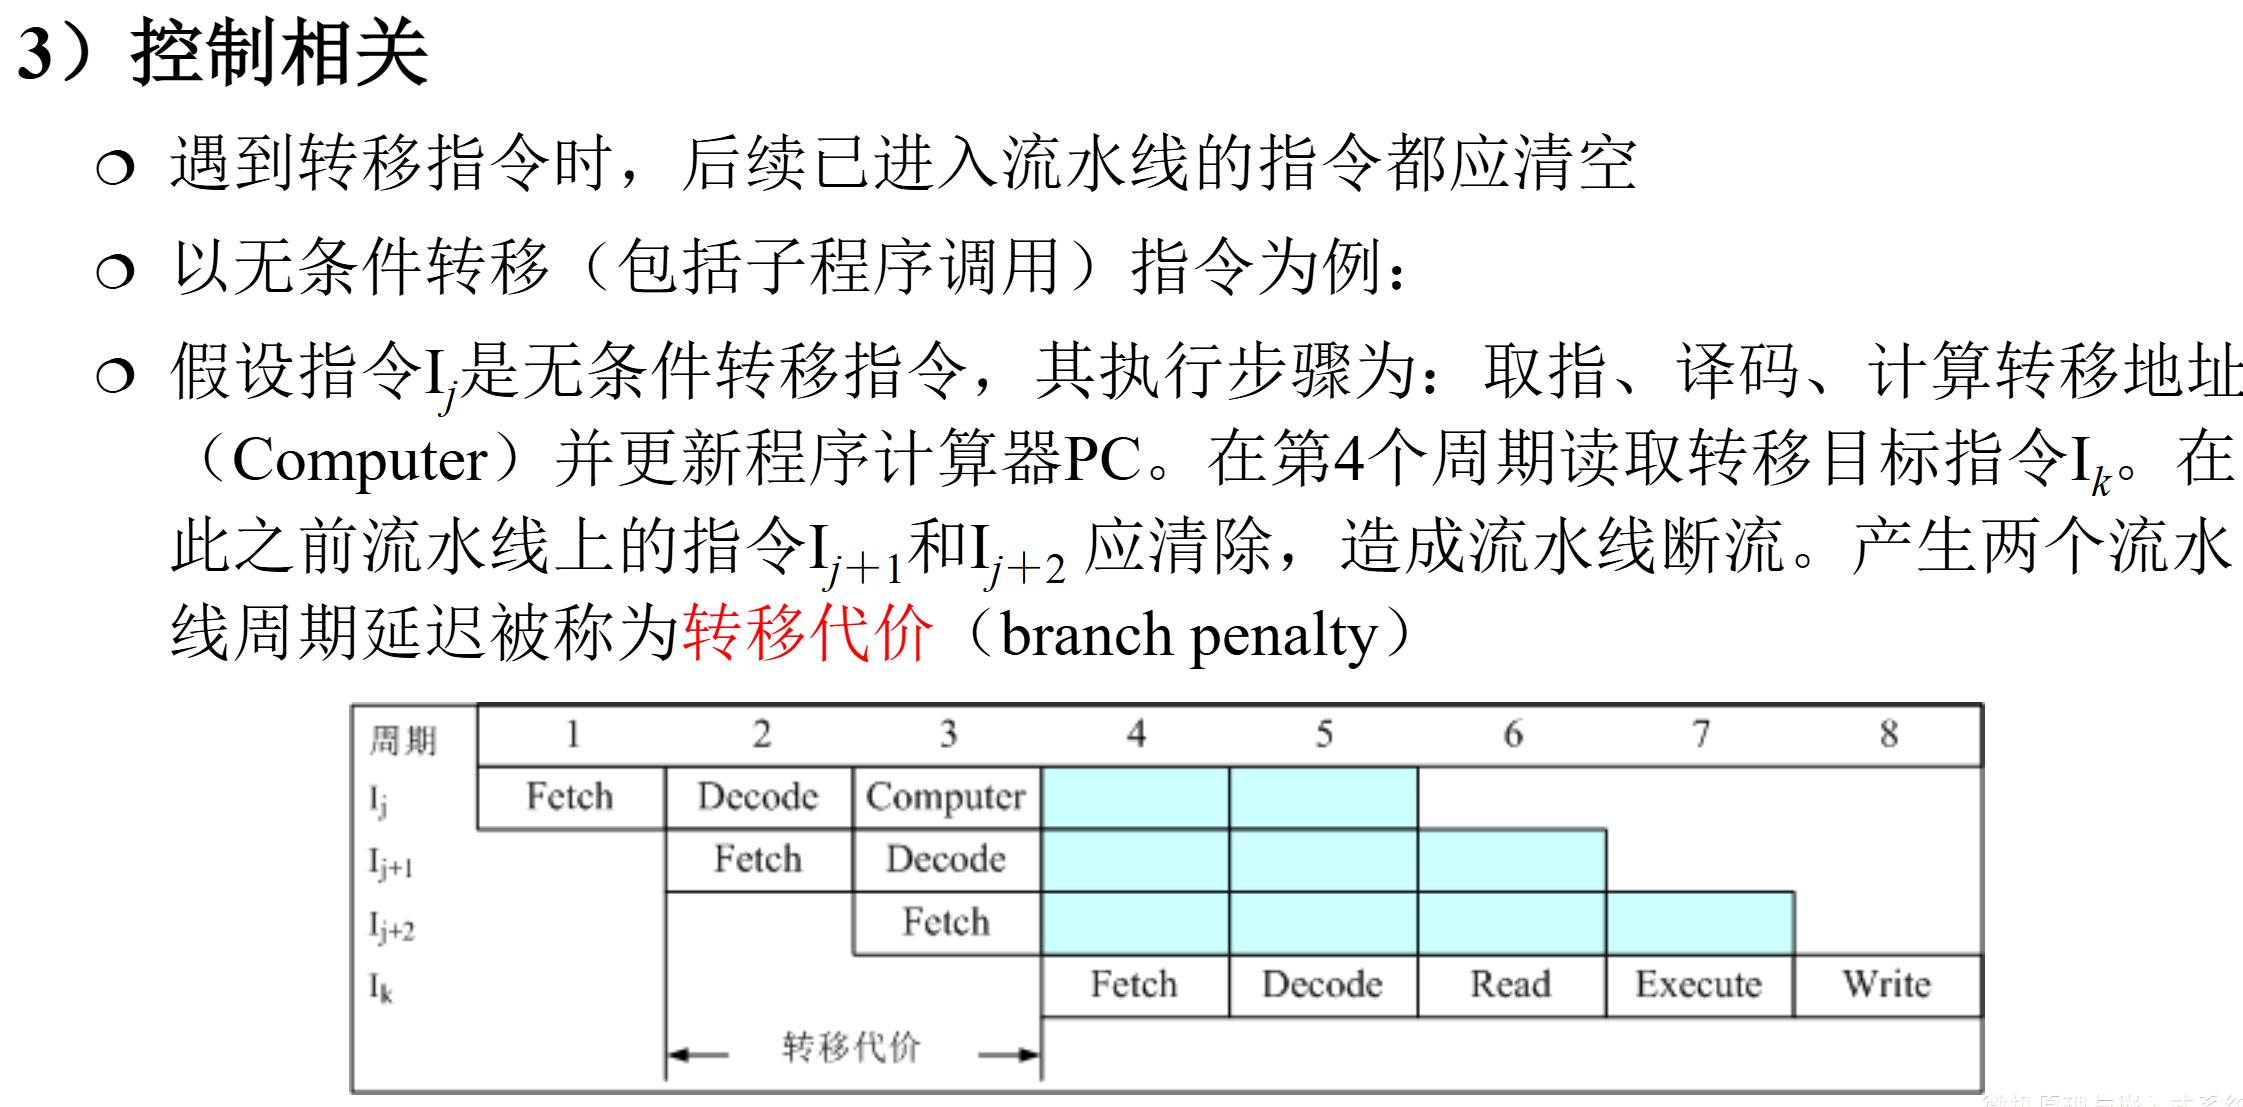 3）控制相关
遇到转移指令时，后续已进入流水线的指令都应清空
以无条件转移（包括子程序调用）指令为例：
假设指令Ij是无条件转移指令，其执行步骤为：取指、译码、计算转移地址
（Computer）并更新程序计算器PC。在第4个周期读取转移目标指令Ik。在
此之前流水线上的指令Ij＋1和Ij＋2 应清除，造成流水线断流。产生两个流水
线周期延迟被称为转移代价（branch penalty）
周期 1 2 3 4 5 6 7 8
Ij Fetch Decode Computer
Ij+1 Fetch Decode
Ij+2 Fetch
Ik Fetch Decode Read Execute Write
转移代价